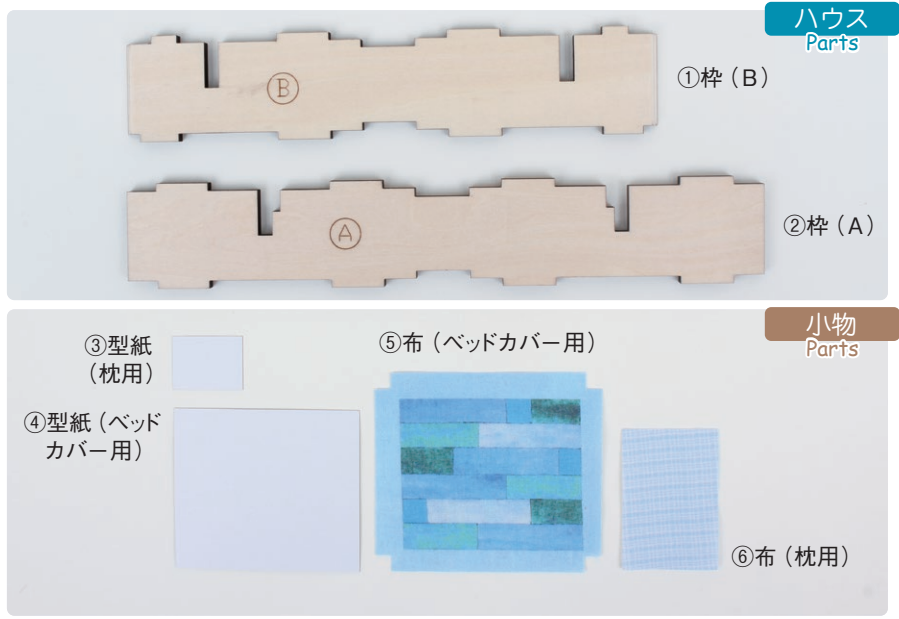 ハウス
Parts
①枠（B）
B
②枠（A）
A
小物
Parts
③型紙
（枕用）
⑤布（ベッドカバー用）
④型紙（ベッド
カバー用）
⑥布（枕用）